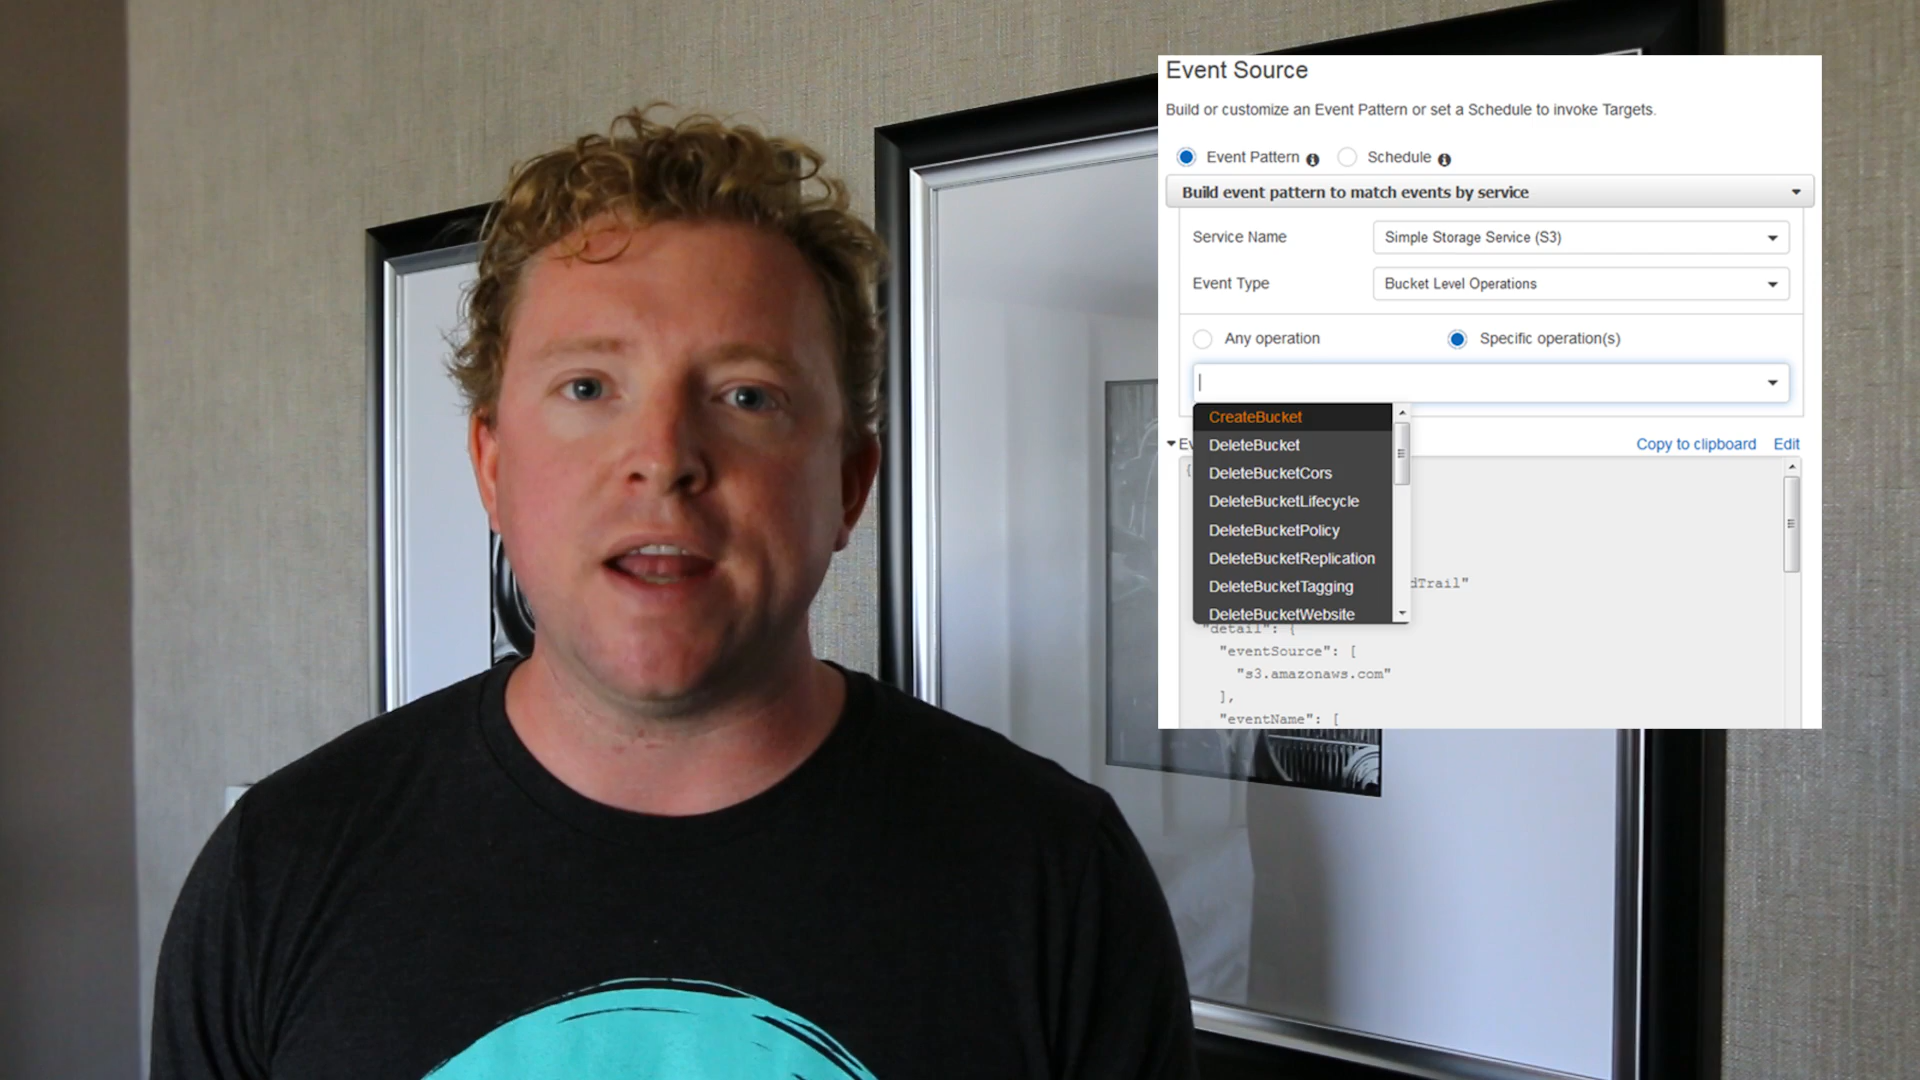 Event Source
Build or customize an Event Pattern or set a Schedule to invoke Targets.
Event Pattern Schedule
Build event pattern to match events by service
Service Name Simple Storage Service (S3)
Event Type Bucket Level Operations
Any operation Specific operation(s)
CreateBucket
DeleteBucket
Copy to clipboard Edit
{
DeleteBucketCors
DeleteBucketLifecycle
DeleteBucketPolicy
DeleteBucketReplication
dTrail"
DeleteBucketTagging
DeleteBucketWebsite
"detail": {
"eventSource": [
"s3.amazonaws.com"
],
"eventName": [